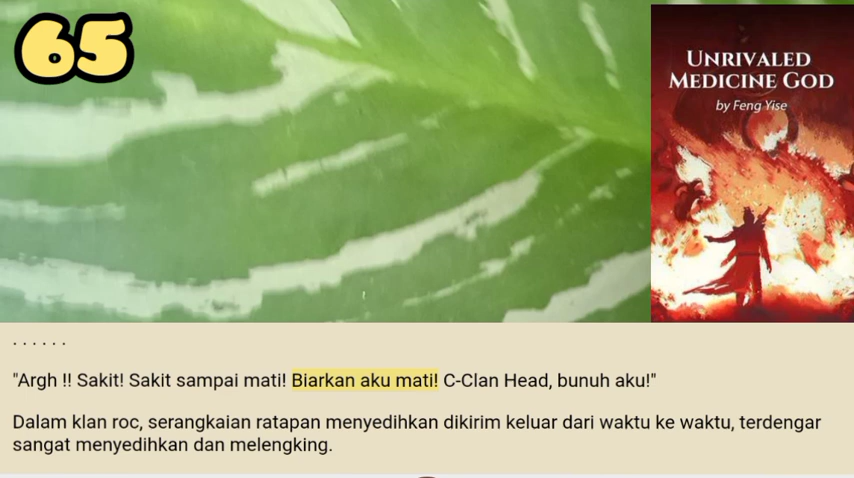 65
UNRIVALED
MEDICINE GOD
by Feng Yise
. . . . . .
"Argh !! Sakit! Sakit sampai mati! Biarkan aku mati! C-Clan Head, bunuh aku!"
Dalam klan roc, serangkaian ratapan menyedihkan dikirim keluar dari waktu ke waktu, terdengar
sangat menyedihkan dan melengking.